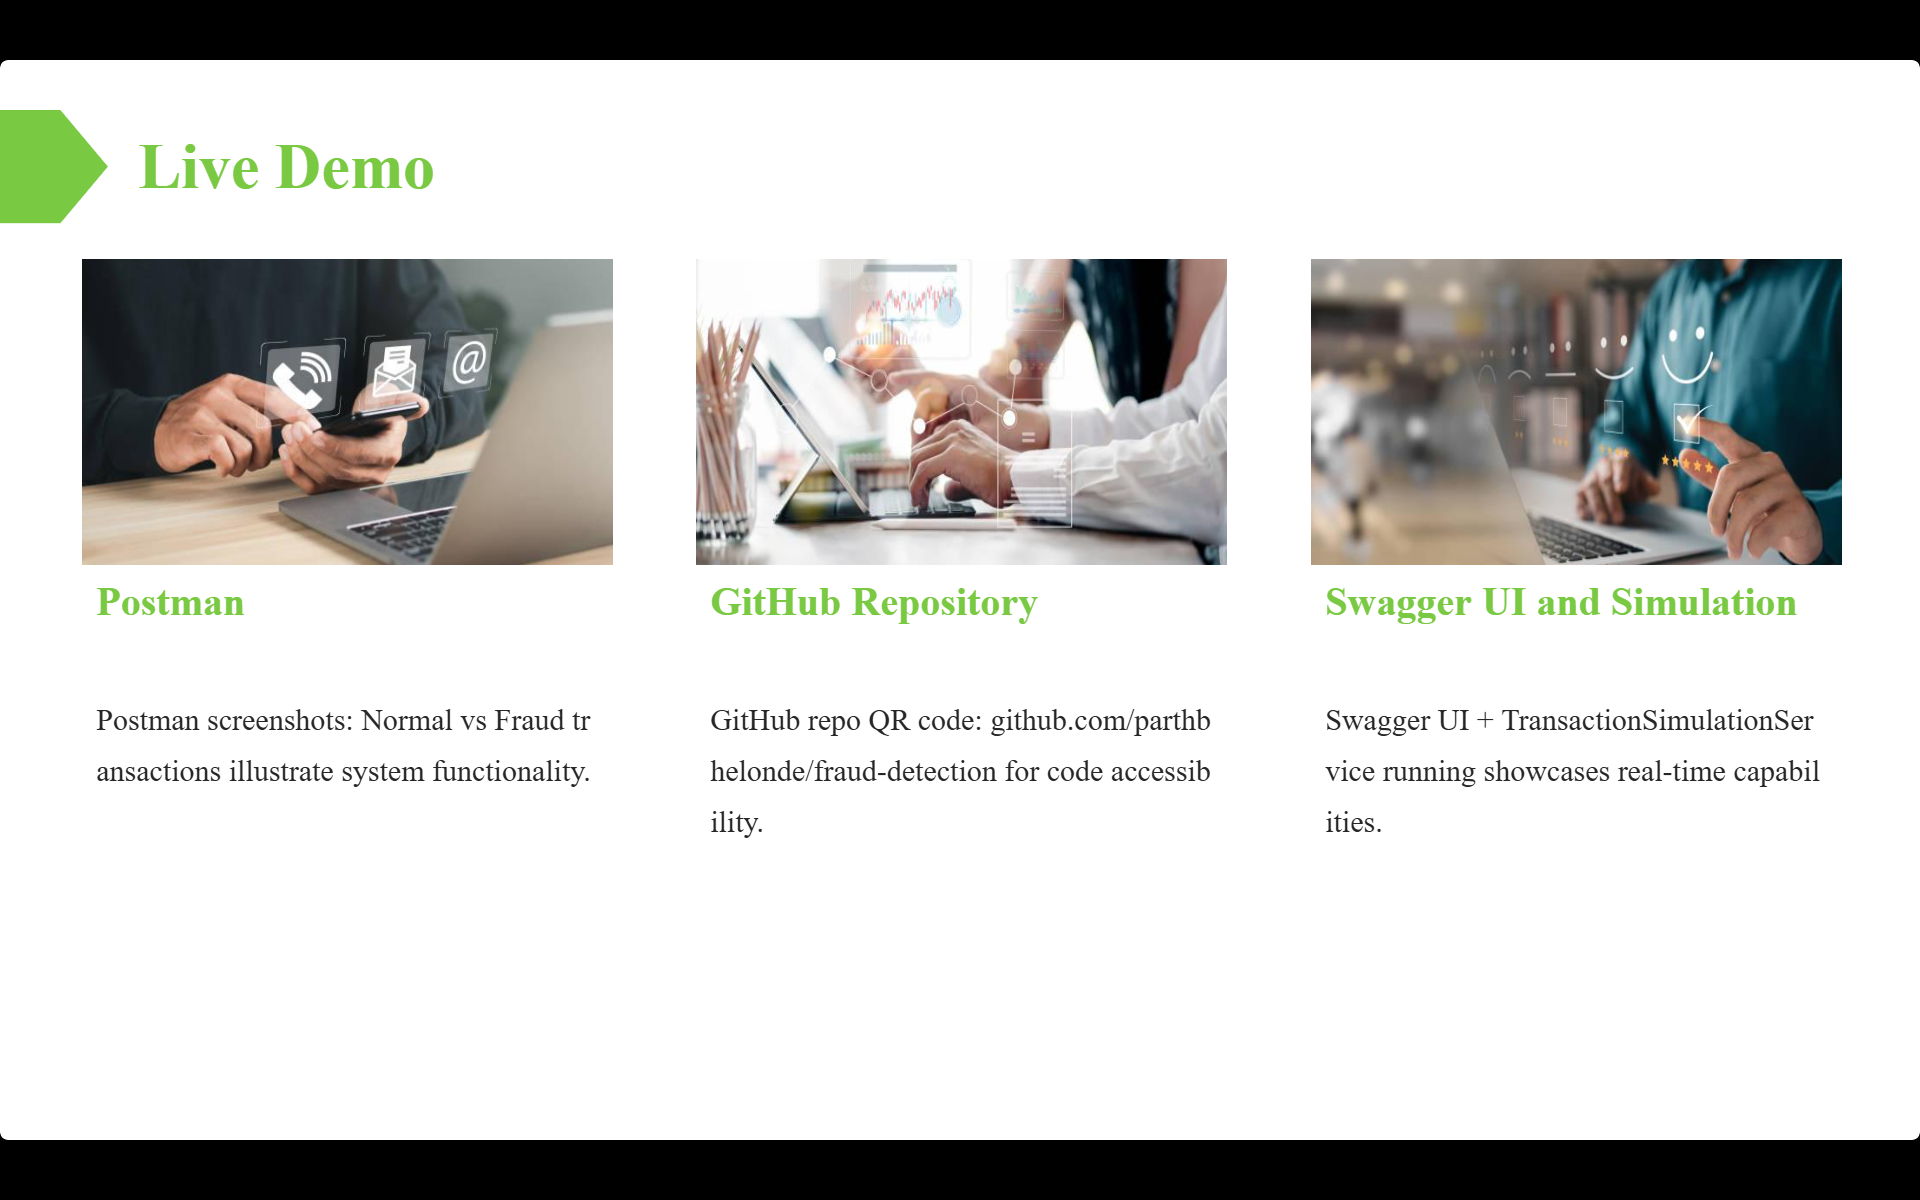 Live Demo
Postman
Postman screenshots: Normal vs Fraud tr
ansactions illustrate system functionality.
GitHub Repository
GitHub repo QR code: github.com/parthb
helonde/fraud-detection for code accessib
ility.
Swagger UI and Simulation
Swagger UI + TransactionSimulationSer
vice running showcases real-time capabil
ities.